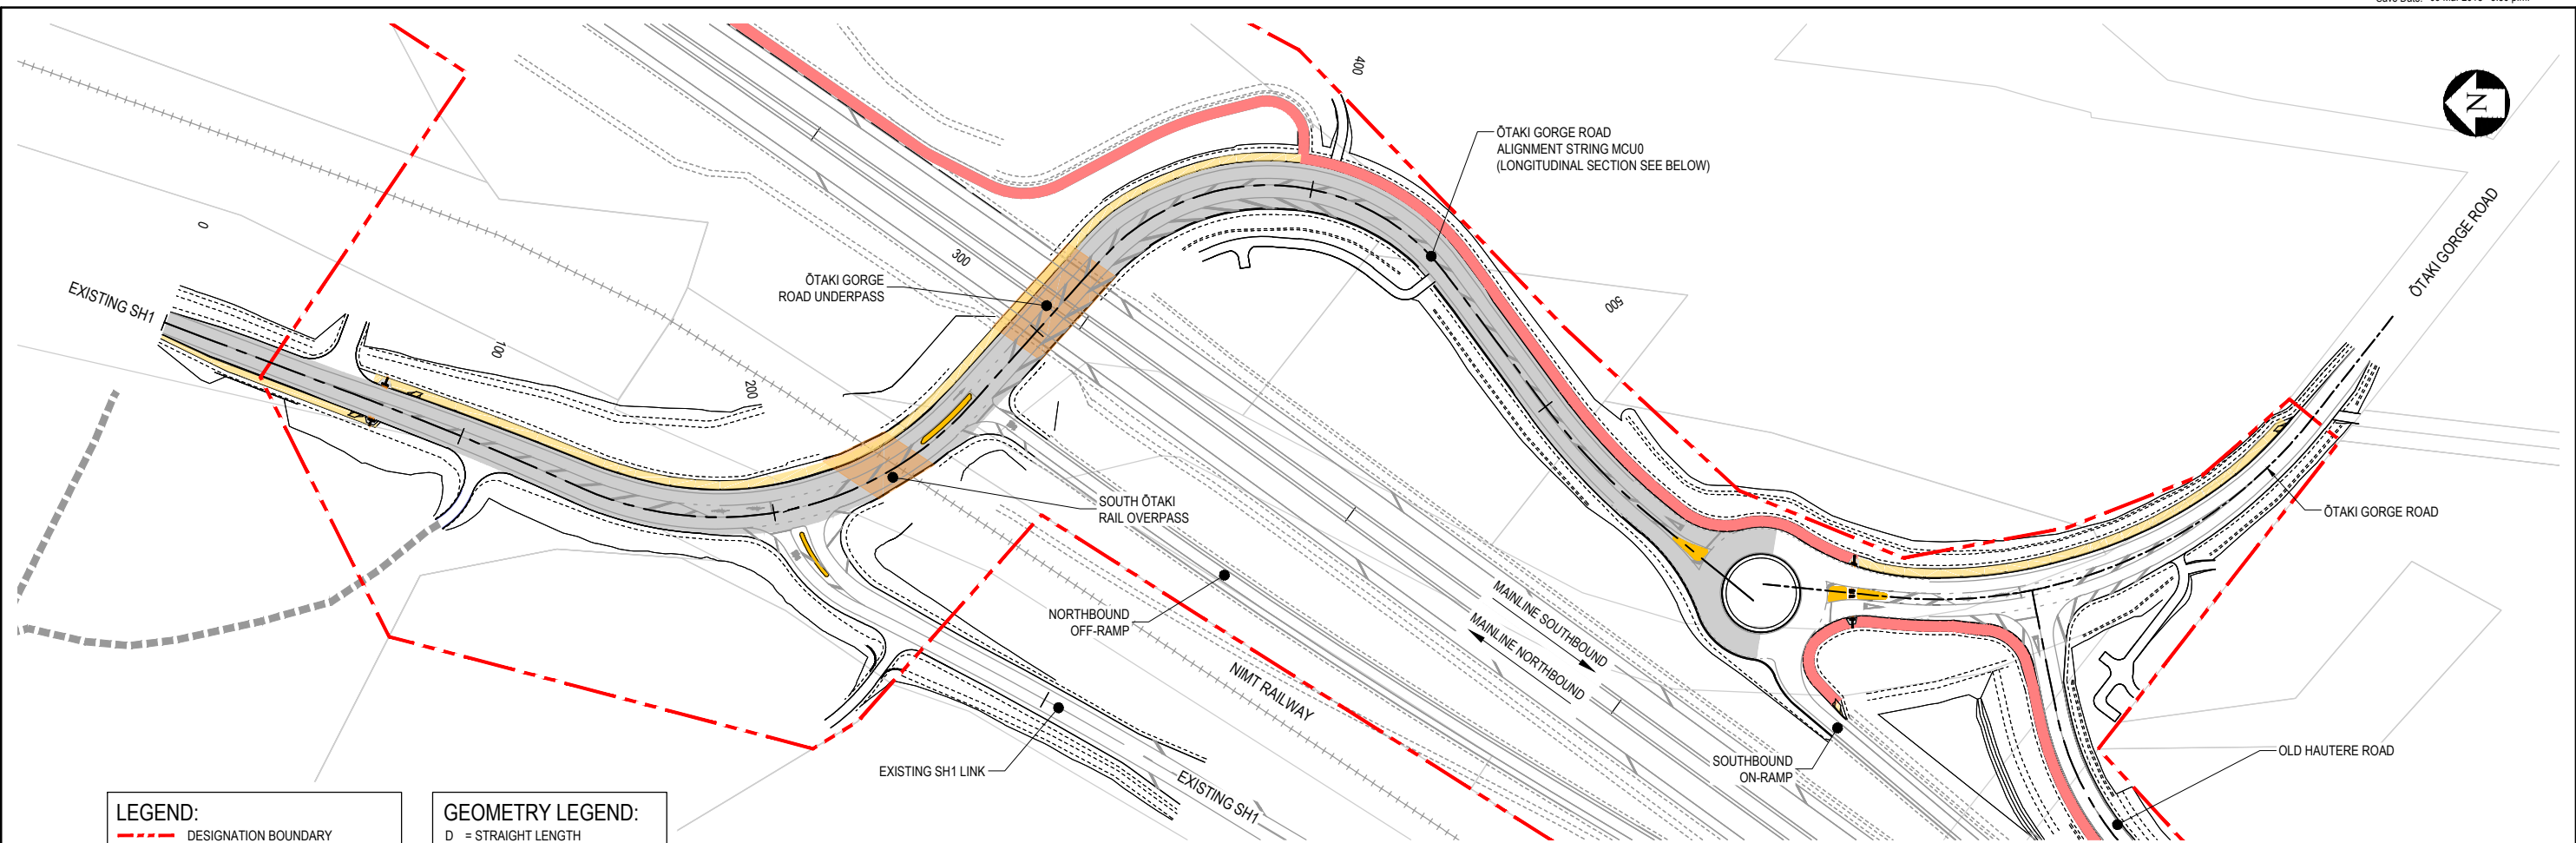 N
0
100
200
300
400
500
EXISTING SH1
ŌTAKI GORGE
ROAD UNDERPASS
ŌTAKI GORGE ROAD
ALIGNMENT STRING MCU0
(LONGITUDINAL SECTION SEE BELOW)
ŌTAKI GORGE ROAD
SOUTH ŌTAKI
RAIL OVERPASS
ŌTAKI GORGE ROAD
NORTHBOUND
OFF-RAMP
MAINLINE SOUTHBOUND
MAINLINE NORTHBOUND
NIMT RAILWAY
EXISTING SH1 LINK
EXISTING SH1
SOUTHBOUND
ON-RAMP
OLD HAUTERE ROAD
LEGEND:
DESIGNATION BOUNDARY
GEOMETRY LEGEND:
D = STRAIGHT LENGTH